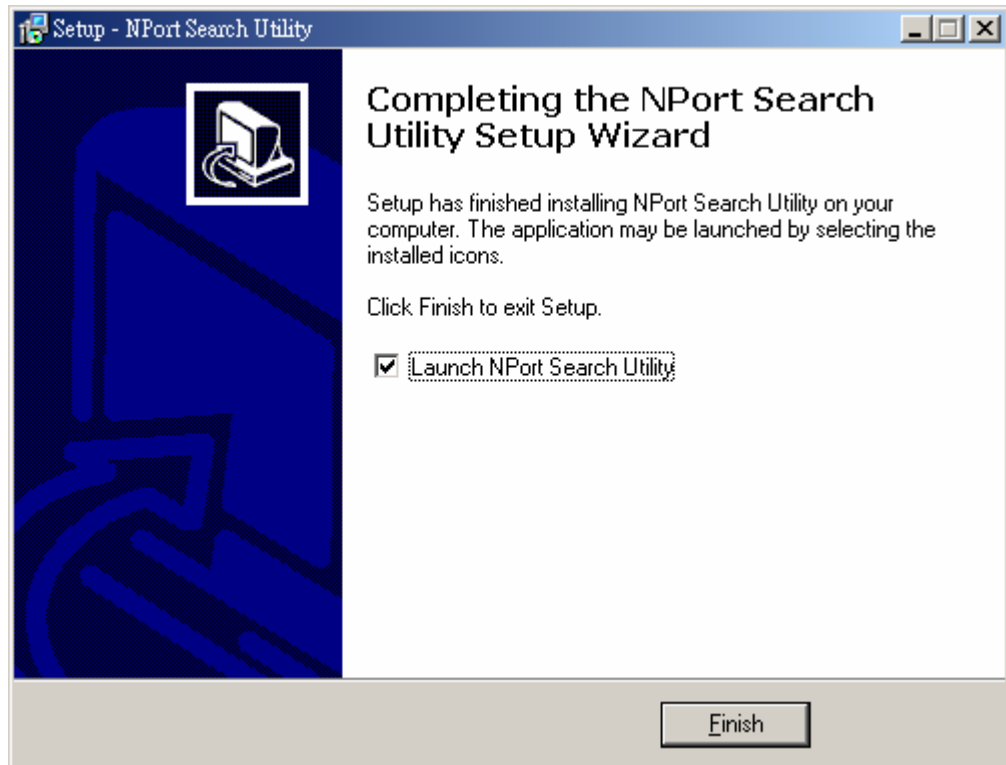 Setup - NPort Search Utility
Completing the NPort Search
Utility Setup Wizard
Setup has finished installing NPort Search Utility on your
computer. The application may be launched by selecting the
installed icons.
Click Finish to exit Setup.
Launch NPort Search Utility
Finish